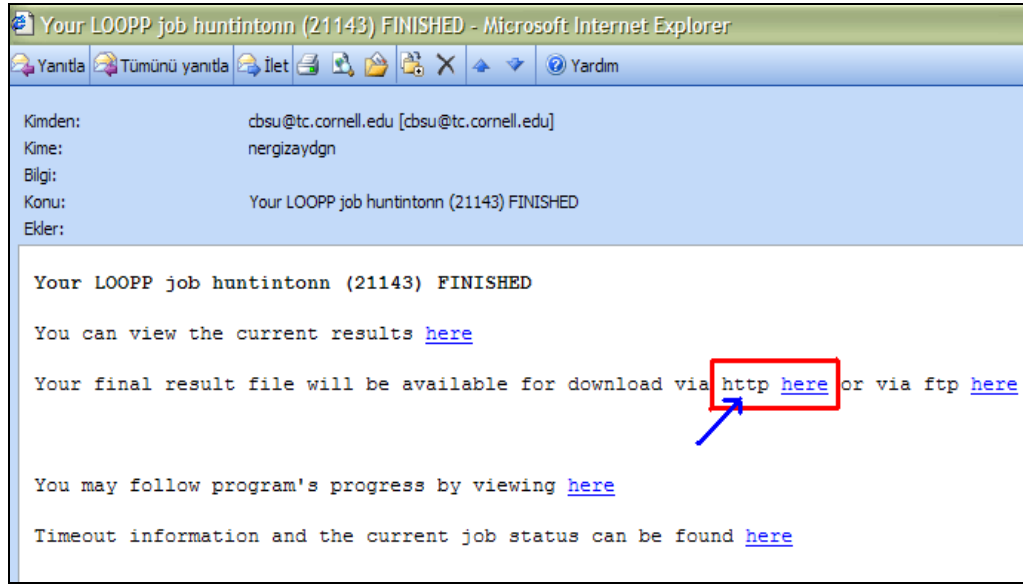 Your LOOPP job huntintonn (21143) FINISHED - Microsoft Internet Explorer
Yanıtla Tümünü yanıtla İlet Yardım
Kimden: cbsu@tc.cornell.edu [cbsu@tc.cornell.edu]
Kime: nergizaydgn
Bilgi:
Konu: Your LOOPP job huntintonn (21143) FINISHED
Ekler:
Your LOOPP job huntintonn (21143) FINISHED
You can view the current results here
Your final result file will be available for download via http here or via ftp here
You may follow program's progress by viewing here
Timeout information and the current job status can be found here